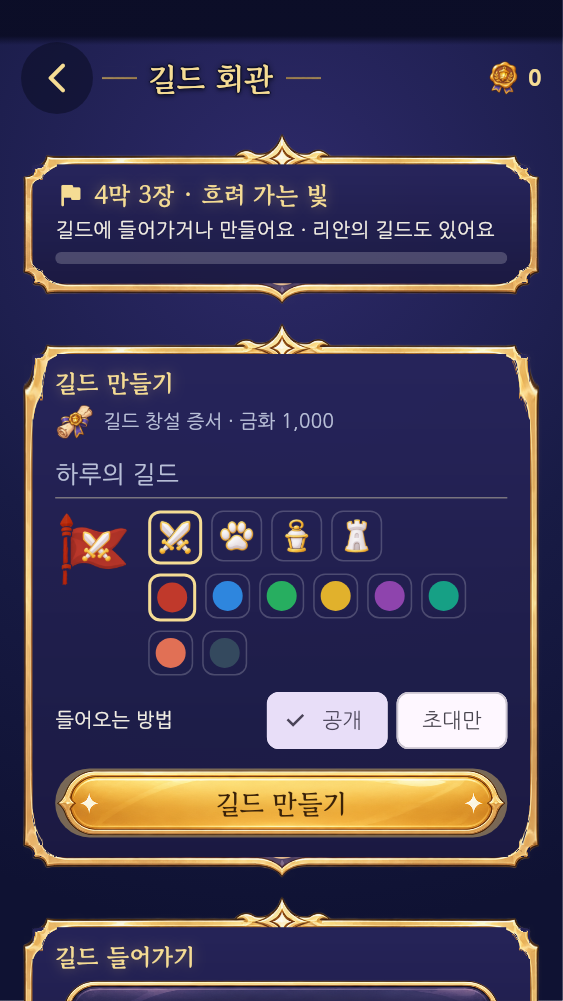 길드 회관
0
4막 3장 · 흐려 가는 빛
길드에 들어가거나 만들어요 · 리안의 길드도 있어요
길드 만들기
길드 창설 증서 · 금화 1,000
하루의 길드
들어오는 방법
공개
초대만
길드 만들기
길드 들어가기